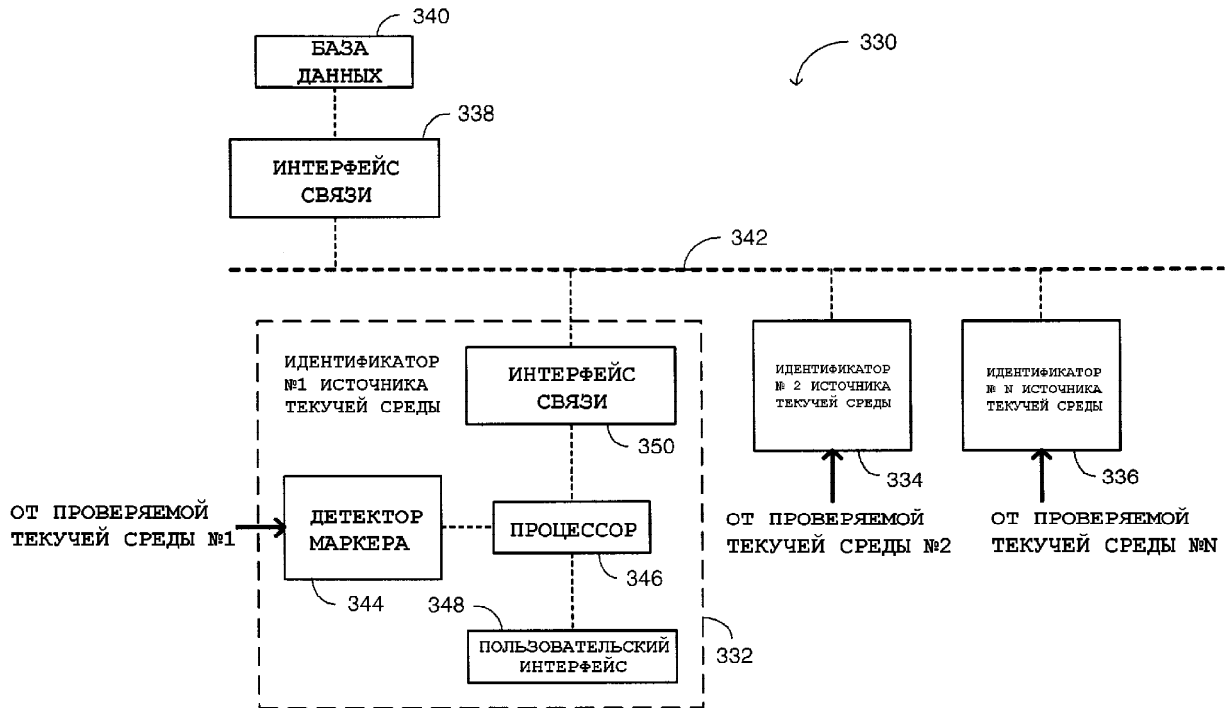 340
БАЗА
ДАННЫХ
330
338
ИНТЕРФЕЙС
СВЯЗИ
342
ИДЕНТИФИКАТОР
№1 ИСТОЧНИКА
ТЕКУЧЕЙ СРЕДЫ
ИНТЕРФЕЙС
СВЯЗИ
350
ИДЕНТИФИКАТОР
№ 2 ИСТОЧНИКА
ТЕКУЧЕЙ СРЕДЫ
334
ИДЕНТИФИКАТОР
№ N ИСТОЧНИКА
ТЕКУЧЕЙ СРЕДЫ
336
ОТ ПРОВЕРЯЕМОЙ
ТЕКУЧЕЙ СРЕДЫ №1
ДЕТЕКТОР
МАРКЕРА
344
ПРОЦЕССОР
346
ОТ ПРОВЕРЯЕМОЙ
ТЕКУЧЕЙ СРЕДЫ №2
ОТ ПРОВЕРЯЕМОЙ
ТЕКУЧЕЙ СРЕДЫ №N
348
ПОЛЬЗОВАТЕЛЬСКИЙ
ИНТЕРФЕЙС
332